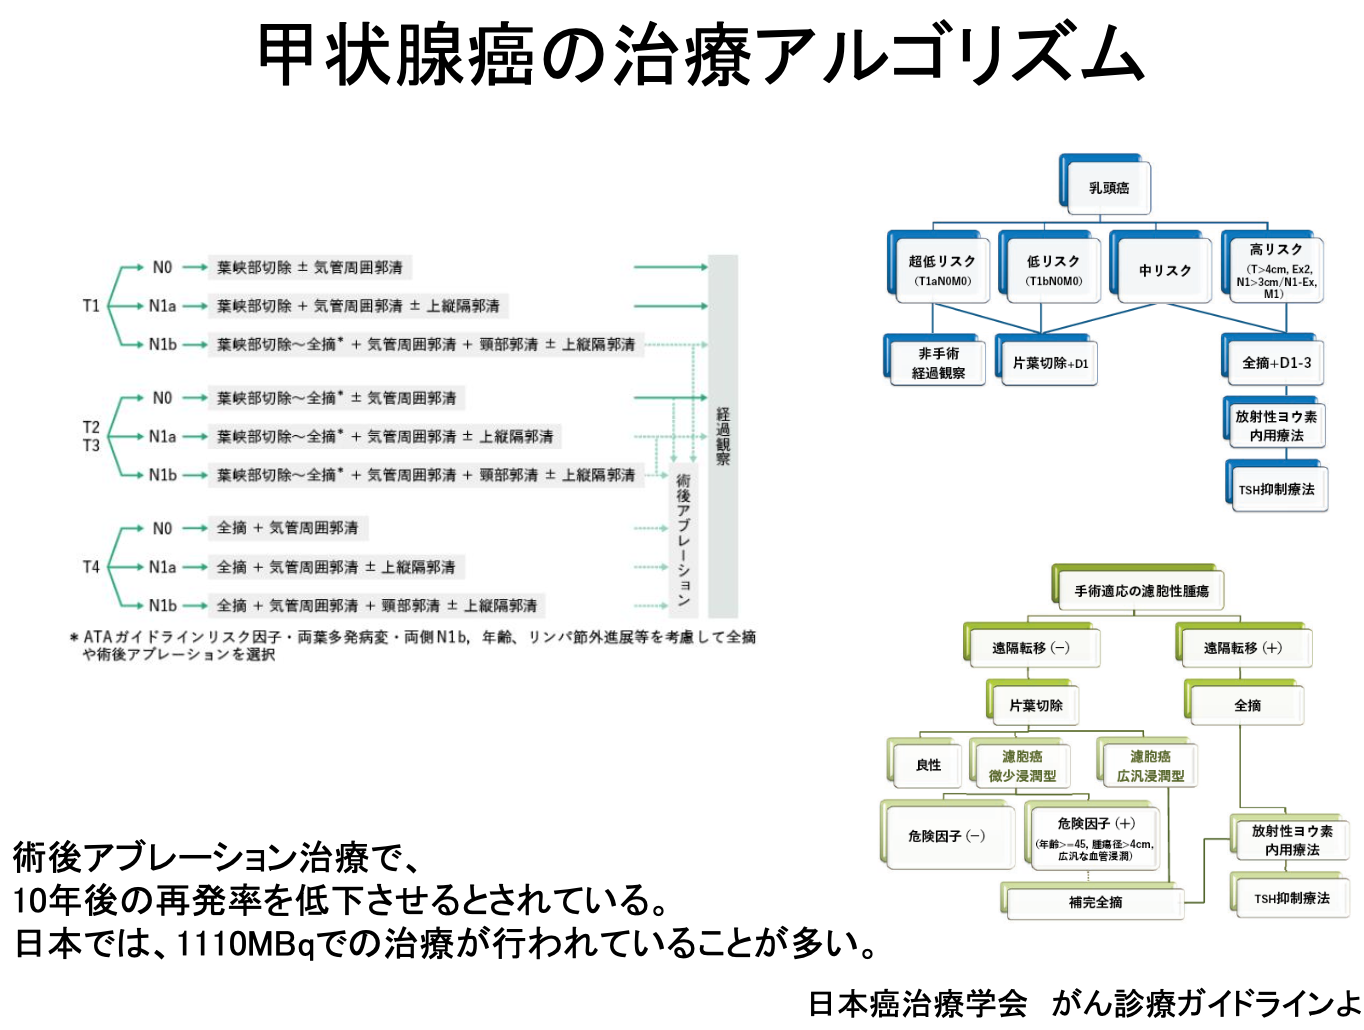 甲状腺癌の治療アルゴリズム
T1
N0
葉峡部切除 ± 気管周囲郭清
N1a
葉峡部切除 + 気管周囲郭清 ± 上縦隔郭清
N1b
葉峡部切除～全摘* + 気管周囲郭清 + 頸部郭清 ± 上縦隔郭清
T2
T3
N0
葉峡部切除～全摘* ± 気管周囲郭清
N1a
葉峡部切除～全摘* + 気管周囲郭清 ± 上縦隔郭清
N1b
葉峡部切除～全摘* + 気管周囲郭清 + 頸部郭清 ± 上縦隔郭清
T4
N0
全摘 + 気管周囲郭清
N1a
全摘 + 気管周囲郭清 ± 上縦隔郭清
N1b
全摘 + 気管周囲郭清 + 頸部郭清 ± 上縦隔郭清
術後アブレーション
経過観察
* ATAガイドラインリスク因子・両葉多発病変・両側N1b，年齢、リンパ節外進展等を考慮して全摘
や術後アブレーションを選択
乳頭癌
超低リスク
(T1aN0M0)
低リスク
(T1bN0M0)
中リスク
高リスク
(T>4cm, Ex2,
N1>3cm/N1-Ex,
M1)
非手術
経過観察
片葉切除+D1
全摘+D1-3
放射性ヨウ素
内用療法
TSH抑制療法
手術適応の濾胞性腫瘍
遠隔転移（－）
遠隔転移（＋）
片葉切除
全摘
良性
濾胞癌
微少浸潤型
濾胞癌
広汎浸潤型
危険因子（－）
危険因子（＋）
(年齢>=45, 腫瘍径>4cm,
広汎な血管浸潤)
補完全摘
放射性ヨウ素
内用療法
TSH抑制療法
術後アブレーション治療で、
10年後の再発率を低下させるとされている。
日本では、1110MBqでの治療が行われていることが多い。
日本癌治療学会　がん診療ガイドラインよ